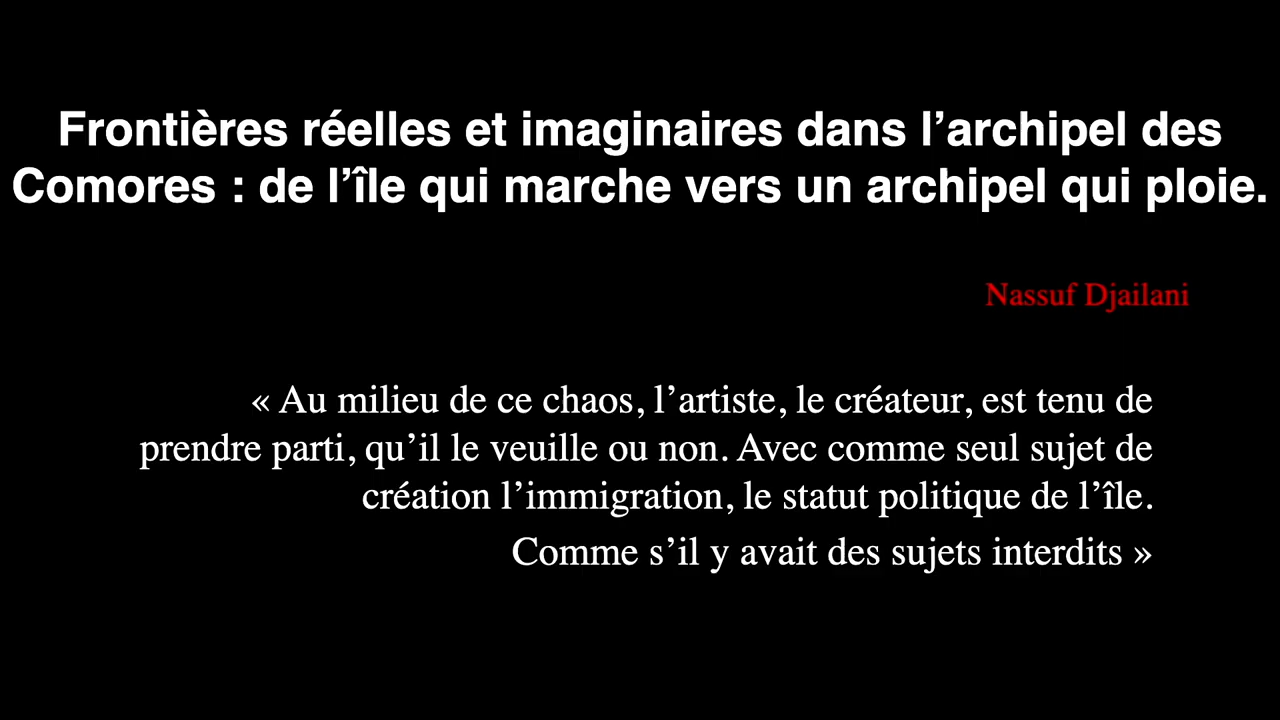 Frontières réelles et imaginaires dans l’archipel des
Comores : de l’île qui marche vers un archipel qui ploie.
Nassuf Djailani
« Au milieu de ce chaos, l’artiste, le créateur, est tenu de
prendre parti, qu’il le veuille ou non. Avec comme seul sujet de
création l’immigration, le statut politique de l’île.
Comme s’il y avait des sujets interdits »